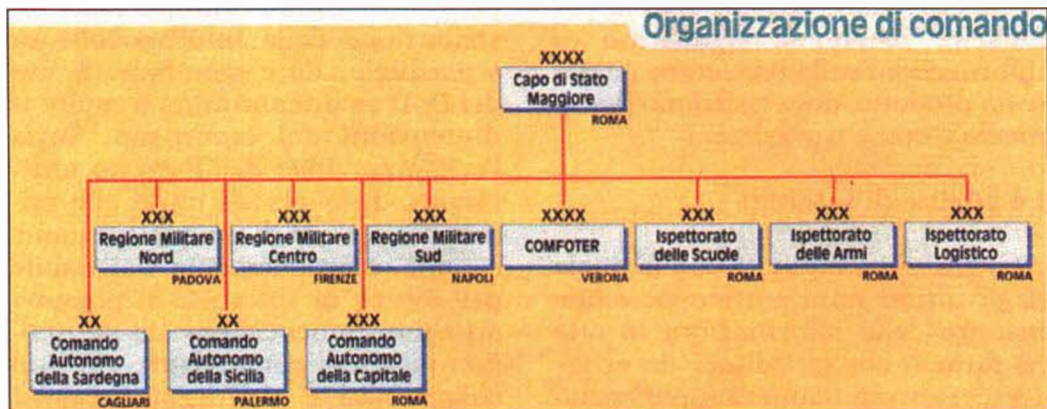 Organizzazione di comando
XXXX
Capo di Stato
Maggiore
ROMA
XXX
Regione Militare
Nord
PADOVA
XXX
Regione Militare
Centro
FIRENZE
XXX
Regione Militare
Sud
NAPOLI
XXXX
COMFOTER
VERONA
XXX
Ispettorato
delle Scuole
ROMA
XXX
Ispettorato
delle Armi
ROMA
XXX
Ispettorato
Logistico
ROMA
XX
Comando
Autonomo
della Sardegna
CAGLIARI
XX
Comando
Autonomo
della Sicilia
PALERMO
XXX
Comando
Autonomo
della Capitale
ROMA